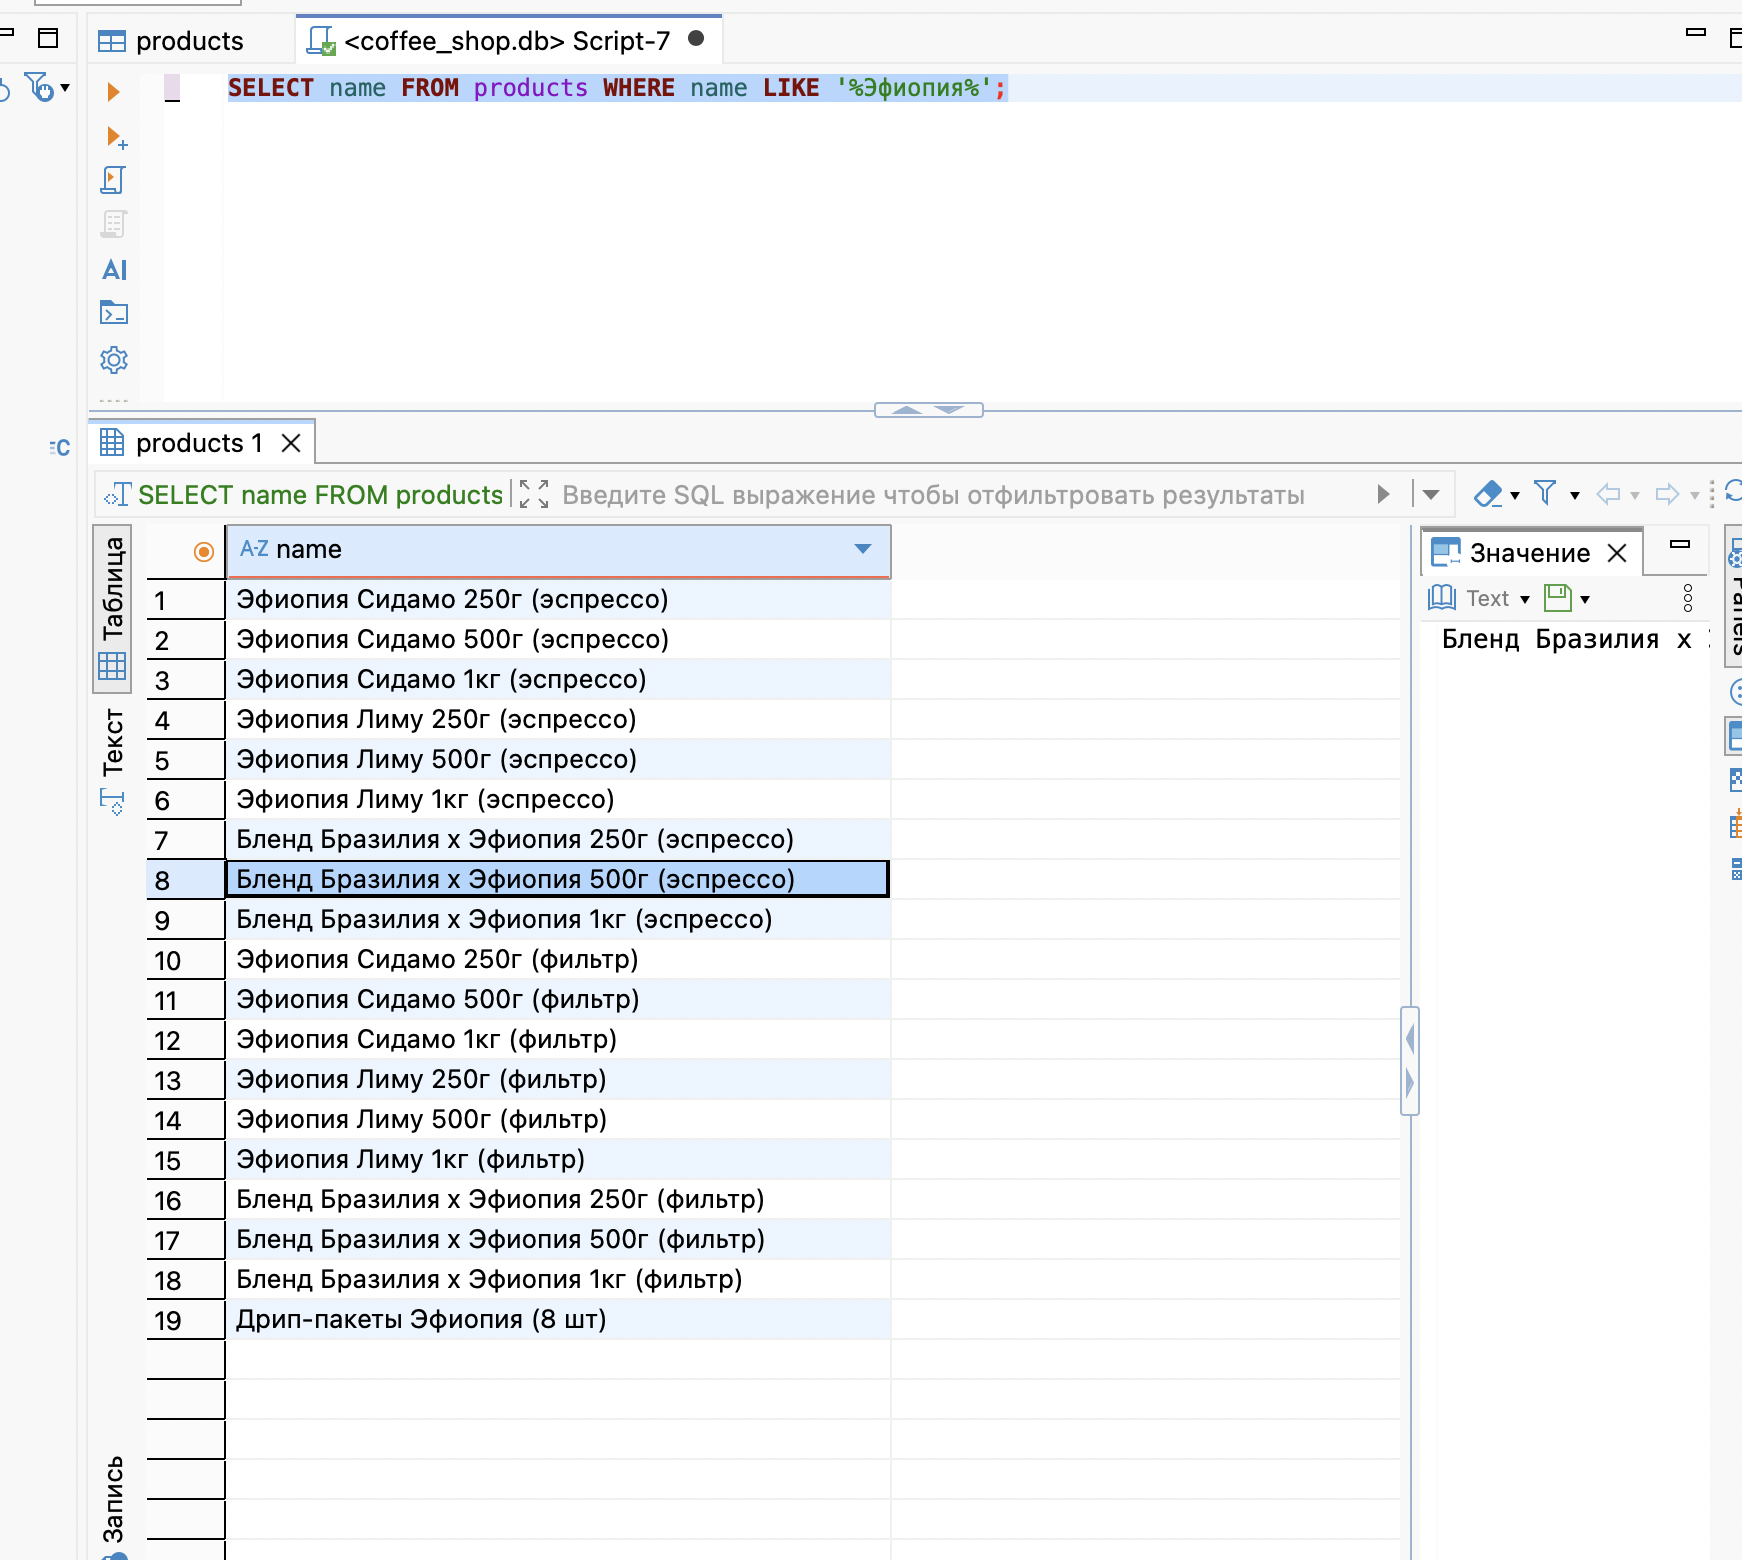 products
<coffee_shop.db> Script-7
SELECT name FROM products WHERE name LIKE '%Эфиопия%';
AI
C
products 1
SELECT name FROM products
Введите SQL выражение чтобы отфильтровать результаты
Таблица
Текст
Запись
A-Z name
1 Эфиопия Сидамо 250г (эспрессо)
2 Эфиопия Сидамо 500г (эспрессо)
3 Эфиопия Сидамо 1кг (эспрессо)
4 Эфиопия Лиму 250г (эспрессо)
5 Эфиопия Лиму 500г (эспрессо)
6 Эфиопия Лиму 1кг (эспрессо)
7 Бленд Бразилия х Эфиопия 250г (эспрессо)
8 Бленд Бразилия х Эфиопия 500г (эспрессо)
9 Бленд Бразилия х Эфиопия 1кг (эспрессо)
10 Эфиопия Сидамо 250г (фильтр)
11 Эфиопия Сидамо 500г (фильтр)
12 Эфиопия Сидамо 1кг (фильтр)
13 Эфиопия Лиму 250г (фильтр)
14 Эфиопия Лиму 500г (фильтр)
15 Эфиопия Лиму 1кг (фильтр)
16 Бленд Бразилия х Эфиопия 250г (фильтр)
17 Бленд Бразилия х Эфиопия 500г (фильтр)
18 Бленд Бразилия х Эфиопия 1кг (фильтр)
19 Дрип-пакеты Эфиопия (8 шт)
Значение
Text
Бленд Бразилия х
Panels